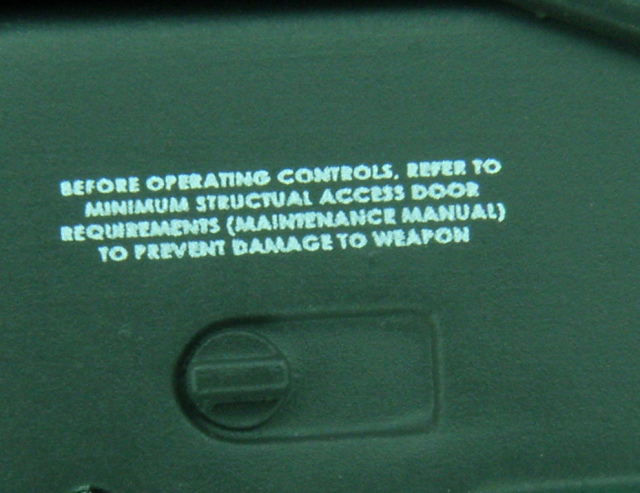 BEFORE OPERATING CONTROLS, REFER TO
MINIMUM STRUCTUAL ACCESS DOOR
REQUIREMENTS (MAINTENANCE MANUAL)
TO PREVENT DAMAGE TO WEAPON